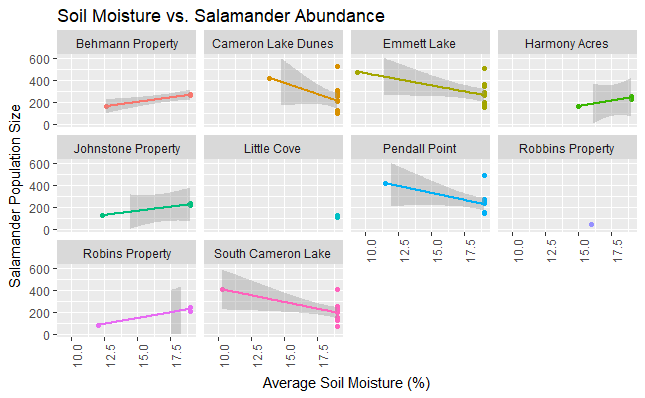 Soil Moisture vs. Salamander Abundance
Behmann Property
Cameron Lake Dunes
Emmett Lake
Harmony Acres
600
400
200
0
Johnstone Property
Little Cove
Pendall Point
Robbins Property
600
400
200
0
Robins Property
South Cameron Lake
600
400
200
0
10.0
12.5
15.0
17.5
10.0
12.5
15.0
17.5
10.0
12.5
15.0
17.5
10.0
12.5
15.0
17.5
Salamander Population Size
Average Soil Moisture (%)